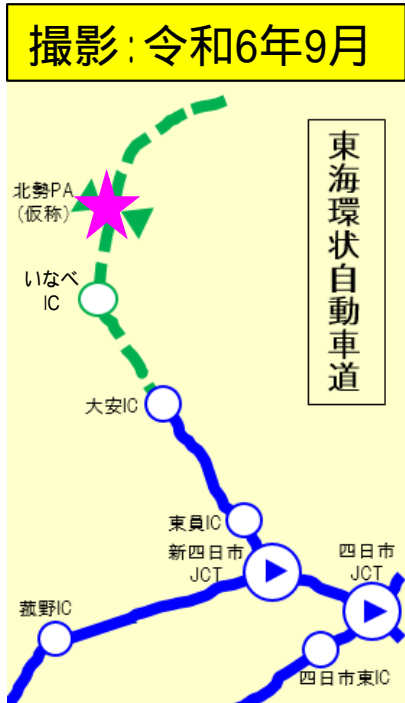 撮影:令和6年9月
東海環状自動車道
北勢PA
(仮称)
いなべ
IC
大安IC
東員IC
新四日市
JCT
四日市
JCT
菰野IC
四日市東IC